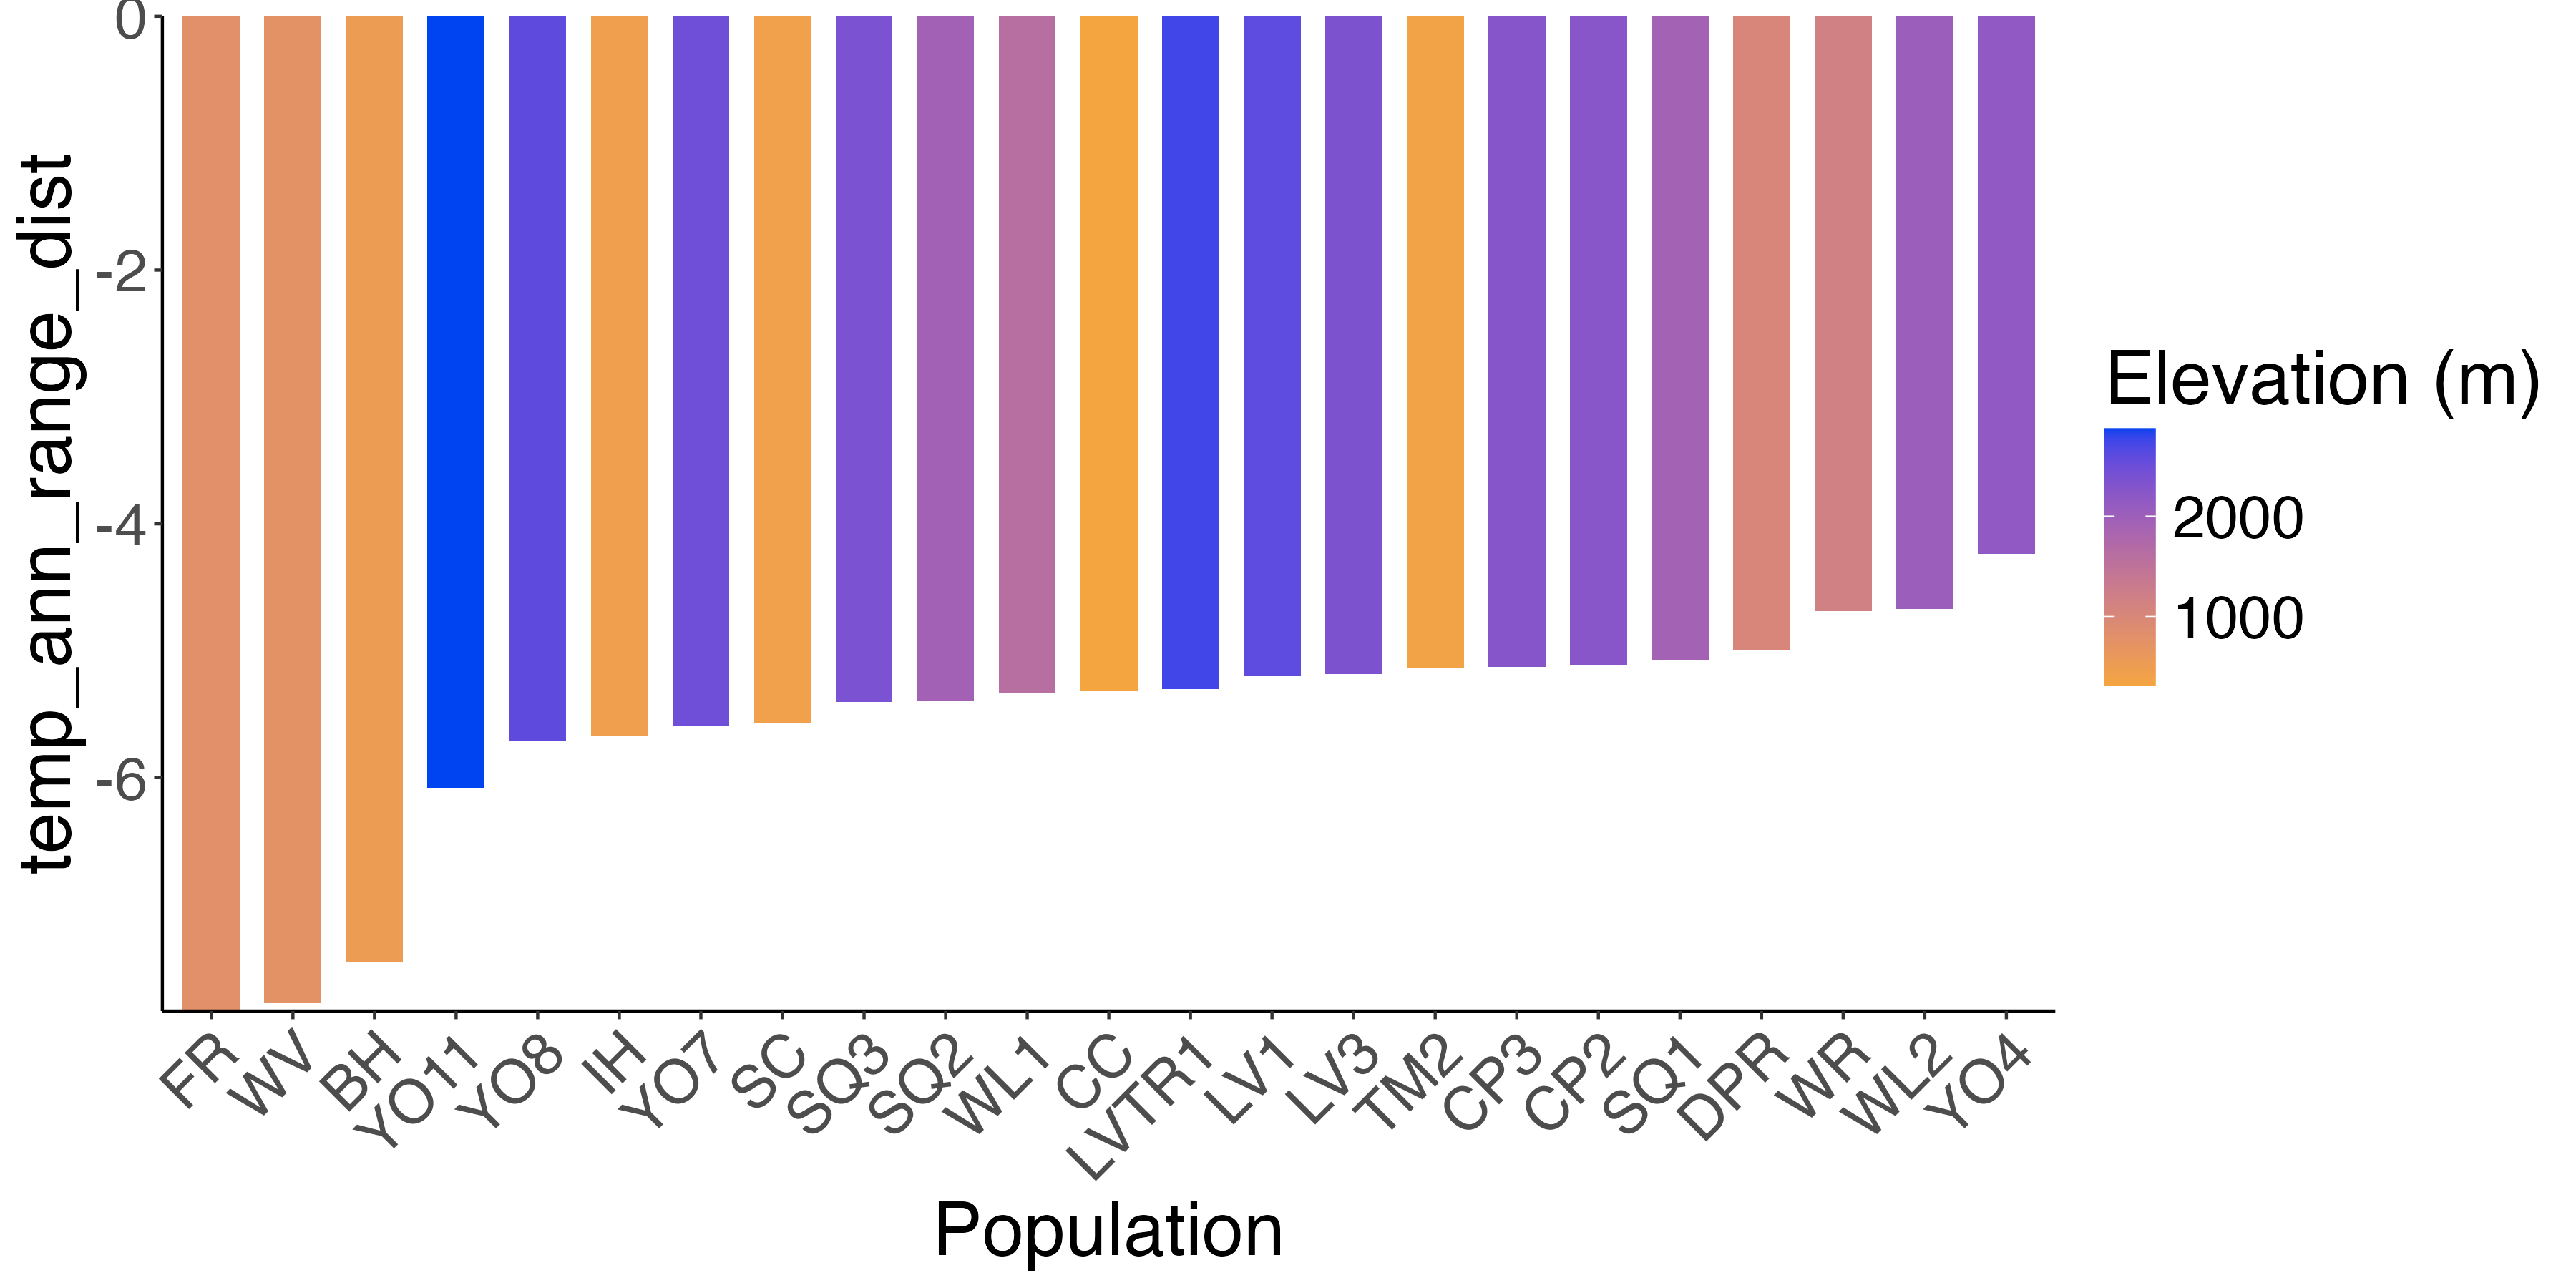 temp_ann_range_dist
0
-2
-4
-6
FR
WV
BH
YO11
YO8
IH
YO7
SC
SQ3
SQ2
WL1
CC
LVTR1
LV1
LV3
TM2
CP3
CP2
SQ1
DPR
WR
WL2
YO4
Population
Elevation (m)
2000
1000